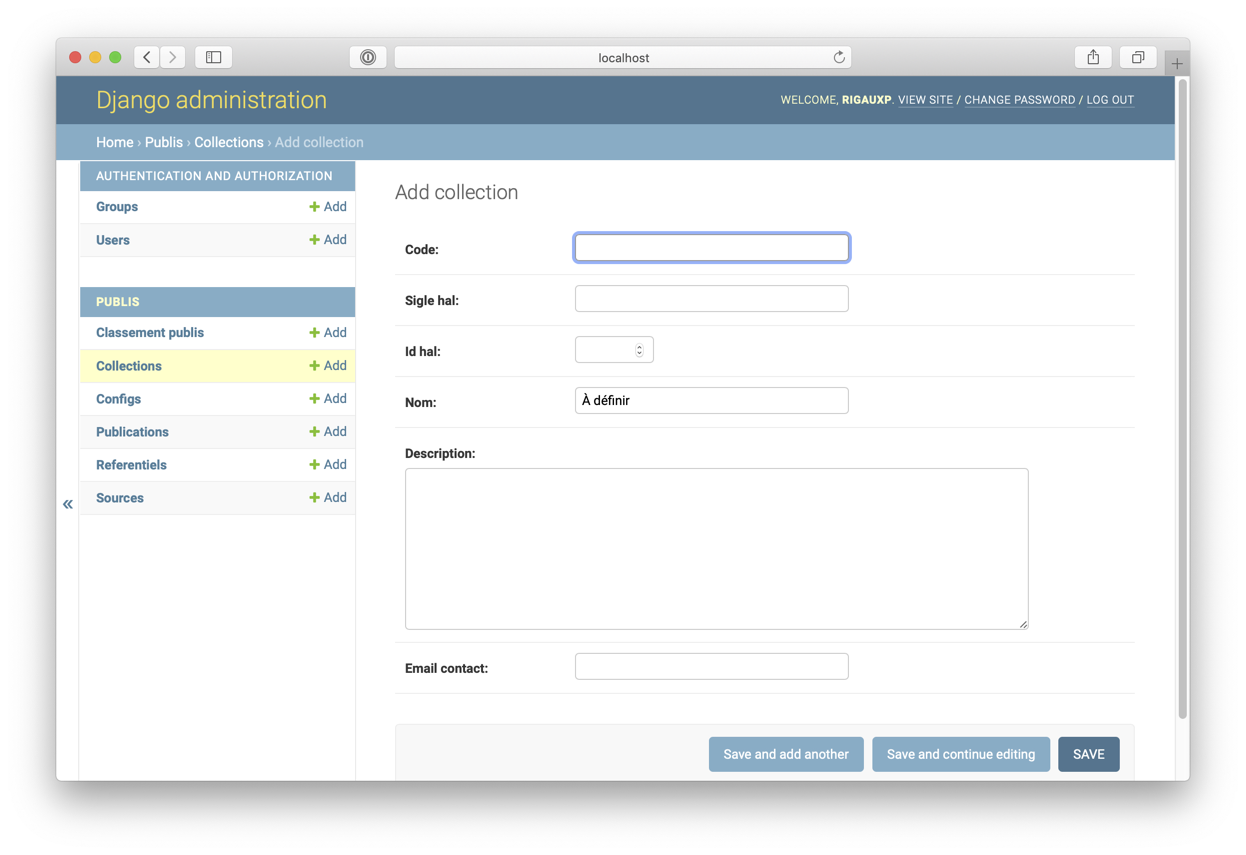 localhost
Django administration
WELCOME, RIGAUXP. VIEW SITE / CHANGE PASSWORD / LOG OUT
Home › Publis › Collections › Add collection
AUTHENTICATION AND AUTHORIZATION
Groups + Add
Users + Add
PUBLIS
Classement publis + Add
Collections + Add
Configs + Add
Publications + Add
Referentiels + Add
Sources + Add
«
Add collection
Code:
Sigle hal:
Id hal:
Nom: À définir
Description:
Email contact:
Save and add another Save and continue editing SAVE